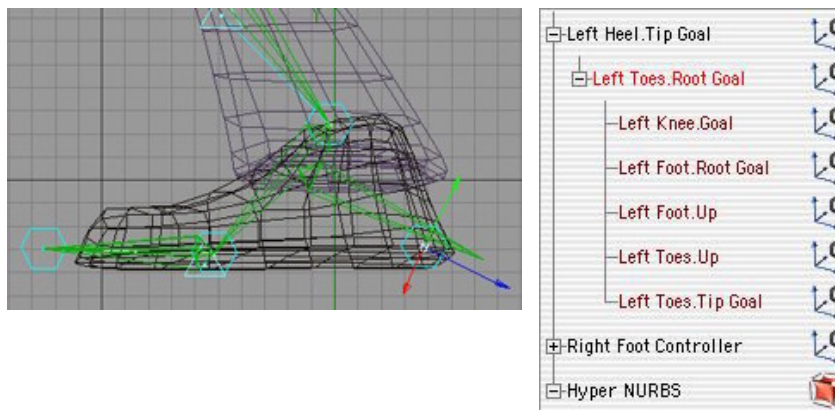 Left Heel.Tip Goal
Left Toes.Root Goal
Left Knee.Goal
Left Foot.Root Goal
Left Foot.Up
Left Toes.Up
Left Toes.Tip Goal
Right Foot Controller
Hyper NURBS